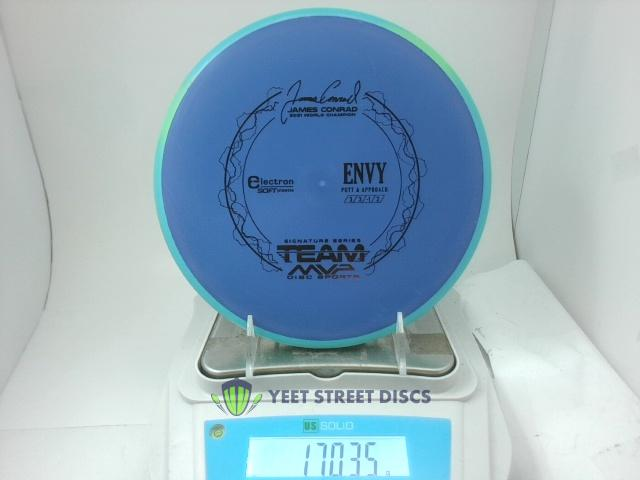 James Conrad
JAMES CONRAD
2021 WORLD CHAMPION
electron
SOFT plastic
ENVY
PUTT & APPROACH
SIGNATURE SERIES
TEAM
MVP
DISC SPORTS
YEET STREET DISCS
US SOLID
170.35 g